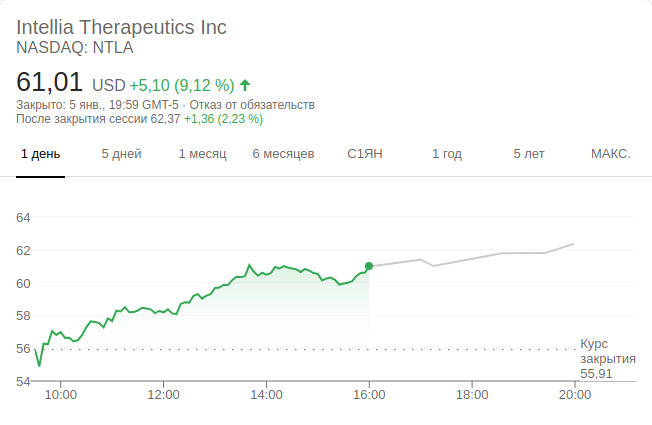 Intellia Therapeutics Inc
NASDAQ: NTLA
61,01 USD +5,10 (9,12 %)
Закрыто: 5 янв., 19:59 GMT-5 · Отказ от обязательств
После закрытия сессии 62,37 +1,36 (2,23 %)
1 день 5 дней 1 месяц 6 месяцев С1ЯН 1 год 5 лет МАКС.
64
62
60
58
56
Курс
закрытия
55,91
54
10:00 12:00 14:00 16:00 18:00 20:00